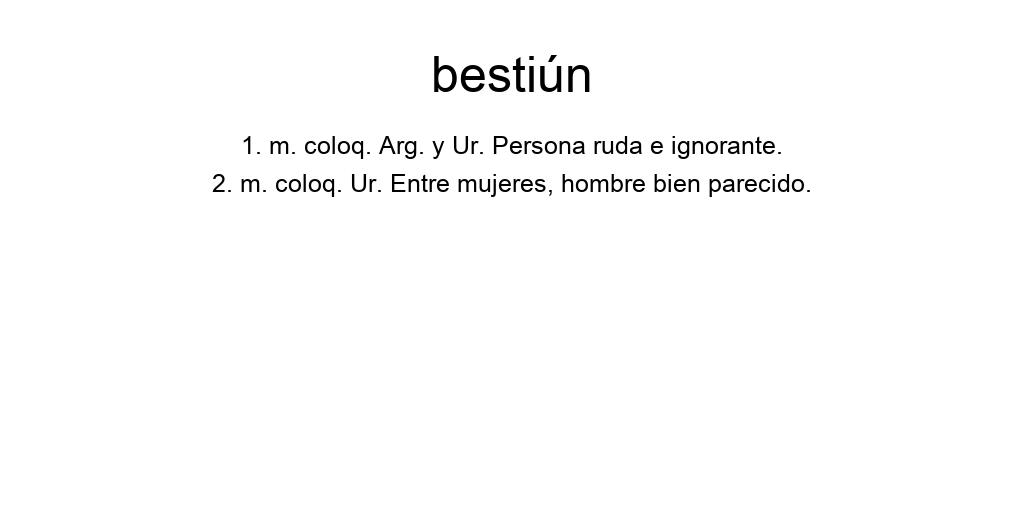 bestiún
1. m. coloq. Arg. y Ur. Persona ruda e ignorante.
2. m. coloq. Ur. Entre mujeres, hombre bien parecido.